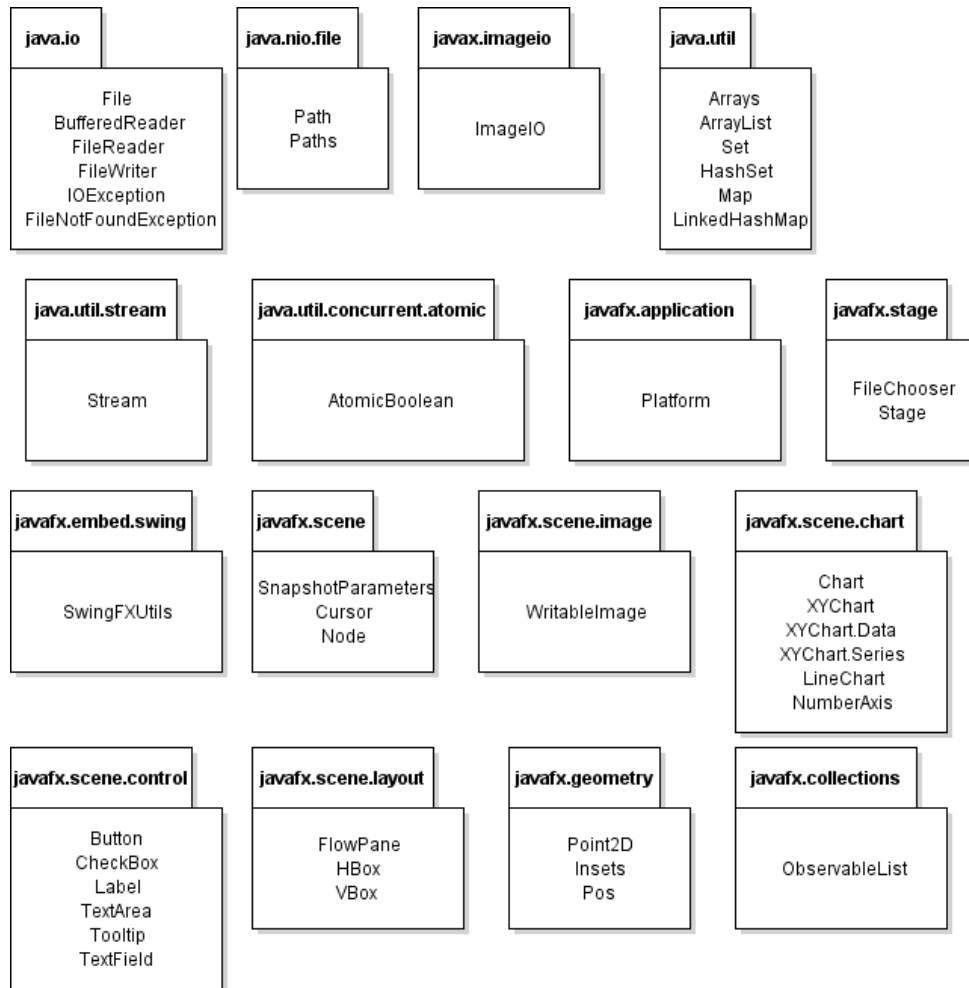 java.io
File
BufferedReader
FileReader
FileWriter
IOException
FileNotFoundException
java.nio.file
Path
Paths
javax.imageio
ImageIO
java.util
Arrays
ArrayList
Set
HashSet
Map
LinkedHashMap
java.util.stream
Stream
java.util.concurrent.atomic
AtomicBoolean
javafx.application
Platform
javafx.stage
FileChooser
Stage
javafx.embed.swing
SwingFXUtils
javafx.scene
SnapshotParameters
Cursor
Node
javafx.scene.image
WritableImage
javafx.scene.chart
Chart
XYChart
XYChart.Data
XYChart.Series
LineChart
NumberAxis
javafx.scene.control
Button
CheckBox
Label
TextArea
Tooltip
TextField
javafx.scene.layout
FlowPane
HBox
VBox
javafx.geometry
Point2D
Insets
Pos
javafx.collections
ObservableList